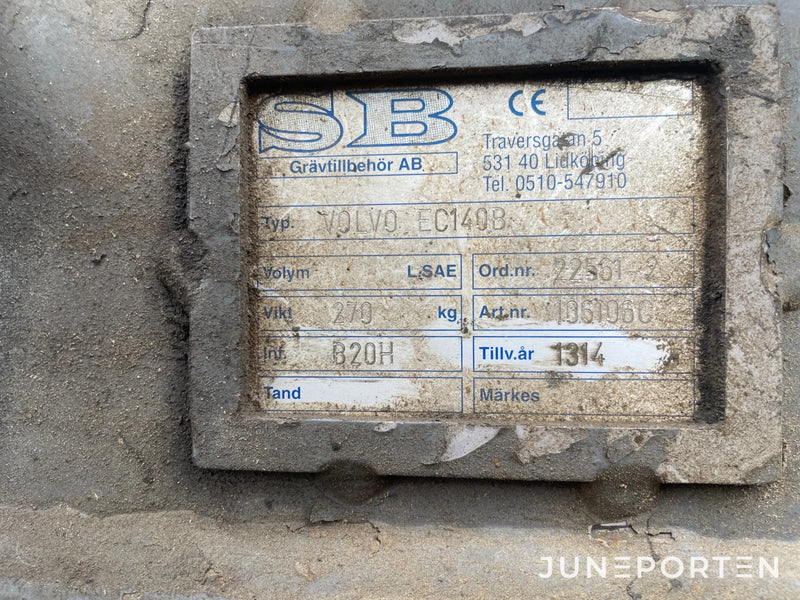 SB
CE
Grävtillbehör AB
Traversgatan 5
531 40 Lidköping
Tel. 0510-547910
Typ. VOLVO EC140B
Volym L.SAE
Ord.nr. 22561 2
Vikt 270 kg
Art.nr.
Inf. B20H
Tillv.år 1314
Tand
Märkes
JUNEPORTEN